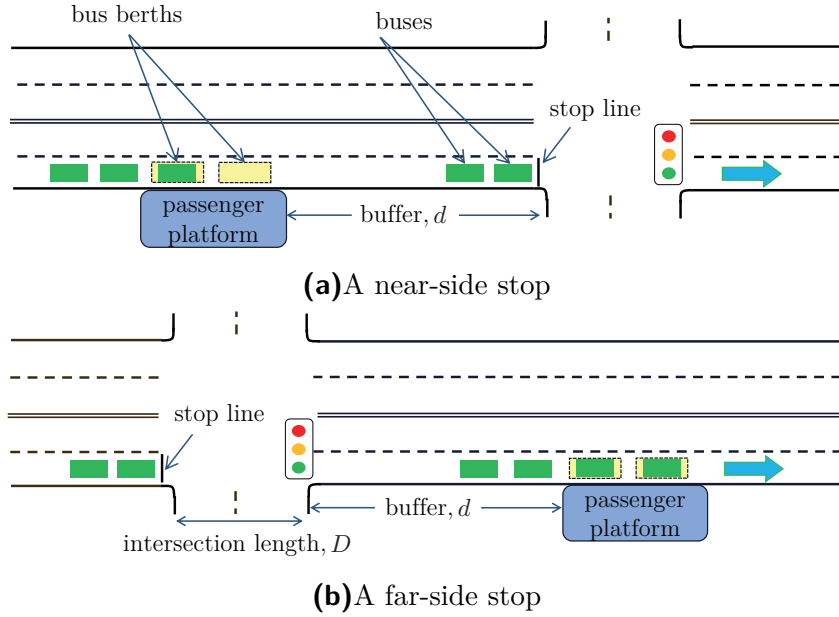 bus berths
buses
stop line
passenger
platform
buffer, d
(a)A near-side stop
stop line
buffer, d
passenger
platform
intersection length, D
(b)A far-side stop